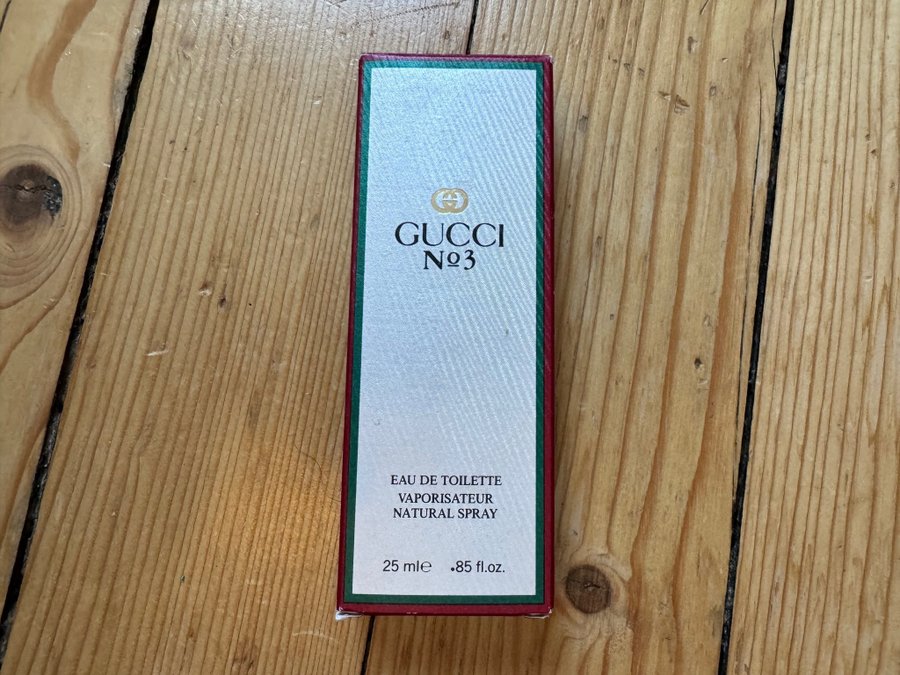 GUCCI
No3
EAU DE TOILETTE
VAPORISATEUR
NATURAL SPRAY
25 ml℮ .85 fl.oz.